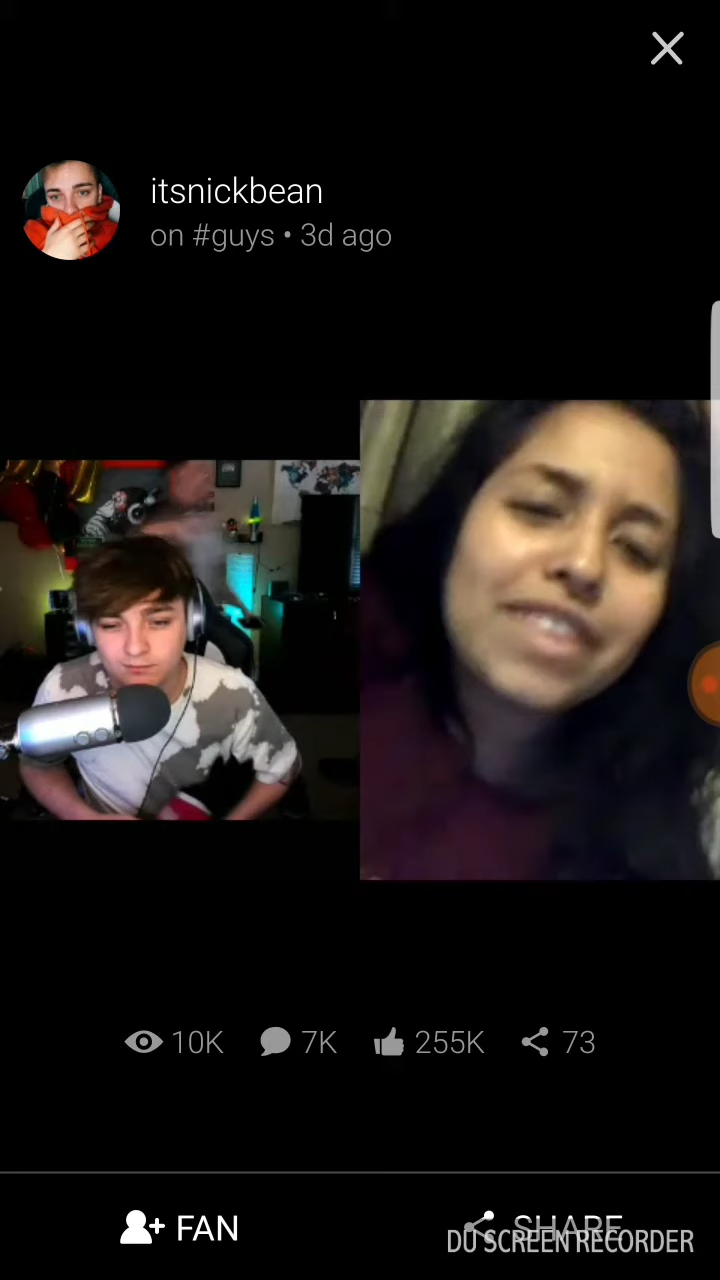 itsnickbean
on #guys • 3d ago
10K 7K 255K 73
FAN SHARE
DU SCREEN RECORDER